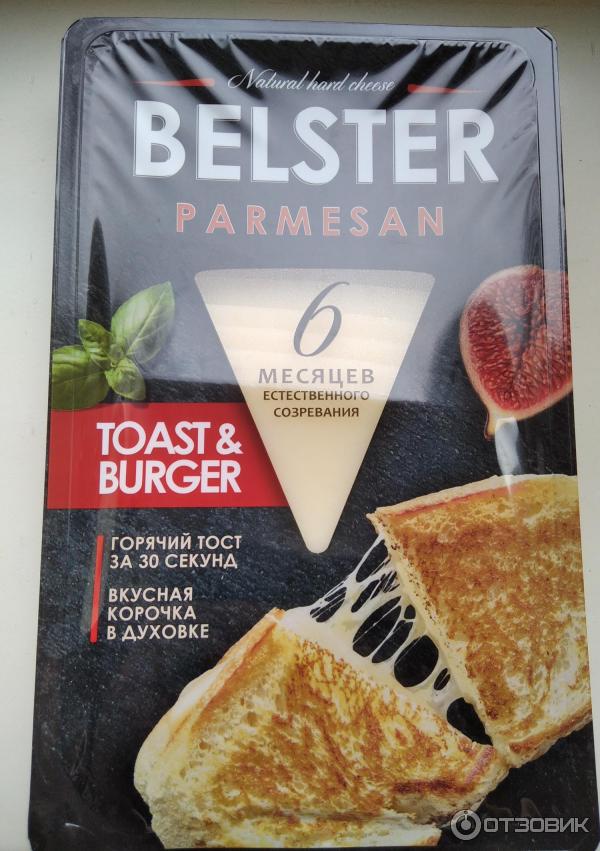 Natural hard cheese
BELSTER
PARMESAN
6
МЕСЯЦЕВ
ЕСТЕСТВЕННОГО
СОЗРЕВАНИЯ
TOAST &
BURGER
ГОРЯЧИЙ ТОСТ
ЗА 30 СЕКУНД
ВКУСНАЯ
КОРОЧКА
В ДУХОВКЕ
ОТЗОВИК